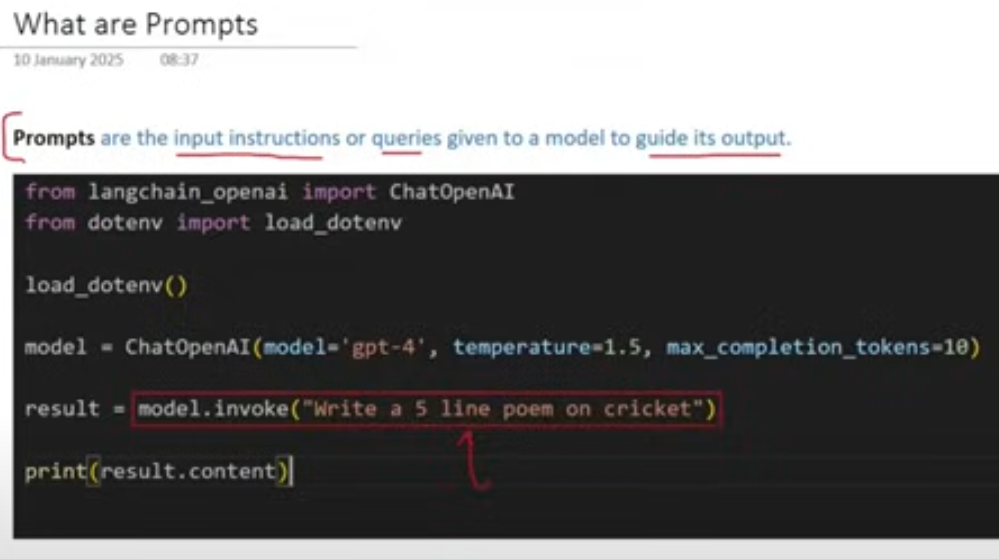 What are Prompts
10 January 2025 08:37
Prompts are the input instructions or queries given to a model to guide its output.
from langchain_openai import ChatOpenAI
from dotenv import load_dotenv
load_dotenv()
model = ChatOpenAI(model='gpt-4', temperature=1.5, max_completion_tokens=10)
result = model.invoke("Write a 5 line poem on cricket")
print(result.content)